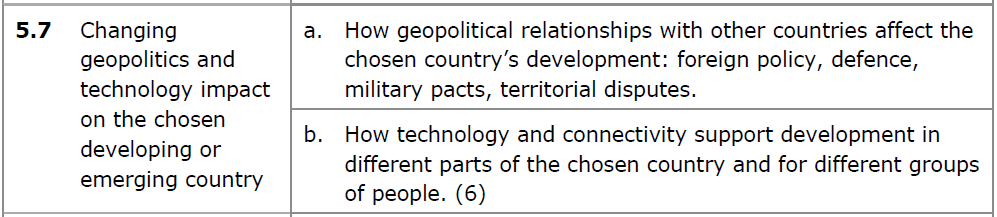 5.7 Changing
geopolitics and
technology impact
on the chosen
developing or
emerging country
a. How geopolitical relationships with other countries affect the
chosen country’s development: foreign policy, defence,
military pacts, territorial disputes.
b. How technology and connectivity support development in
different parts of the chosen country and for different groups
of people. (6)